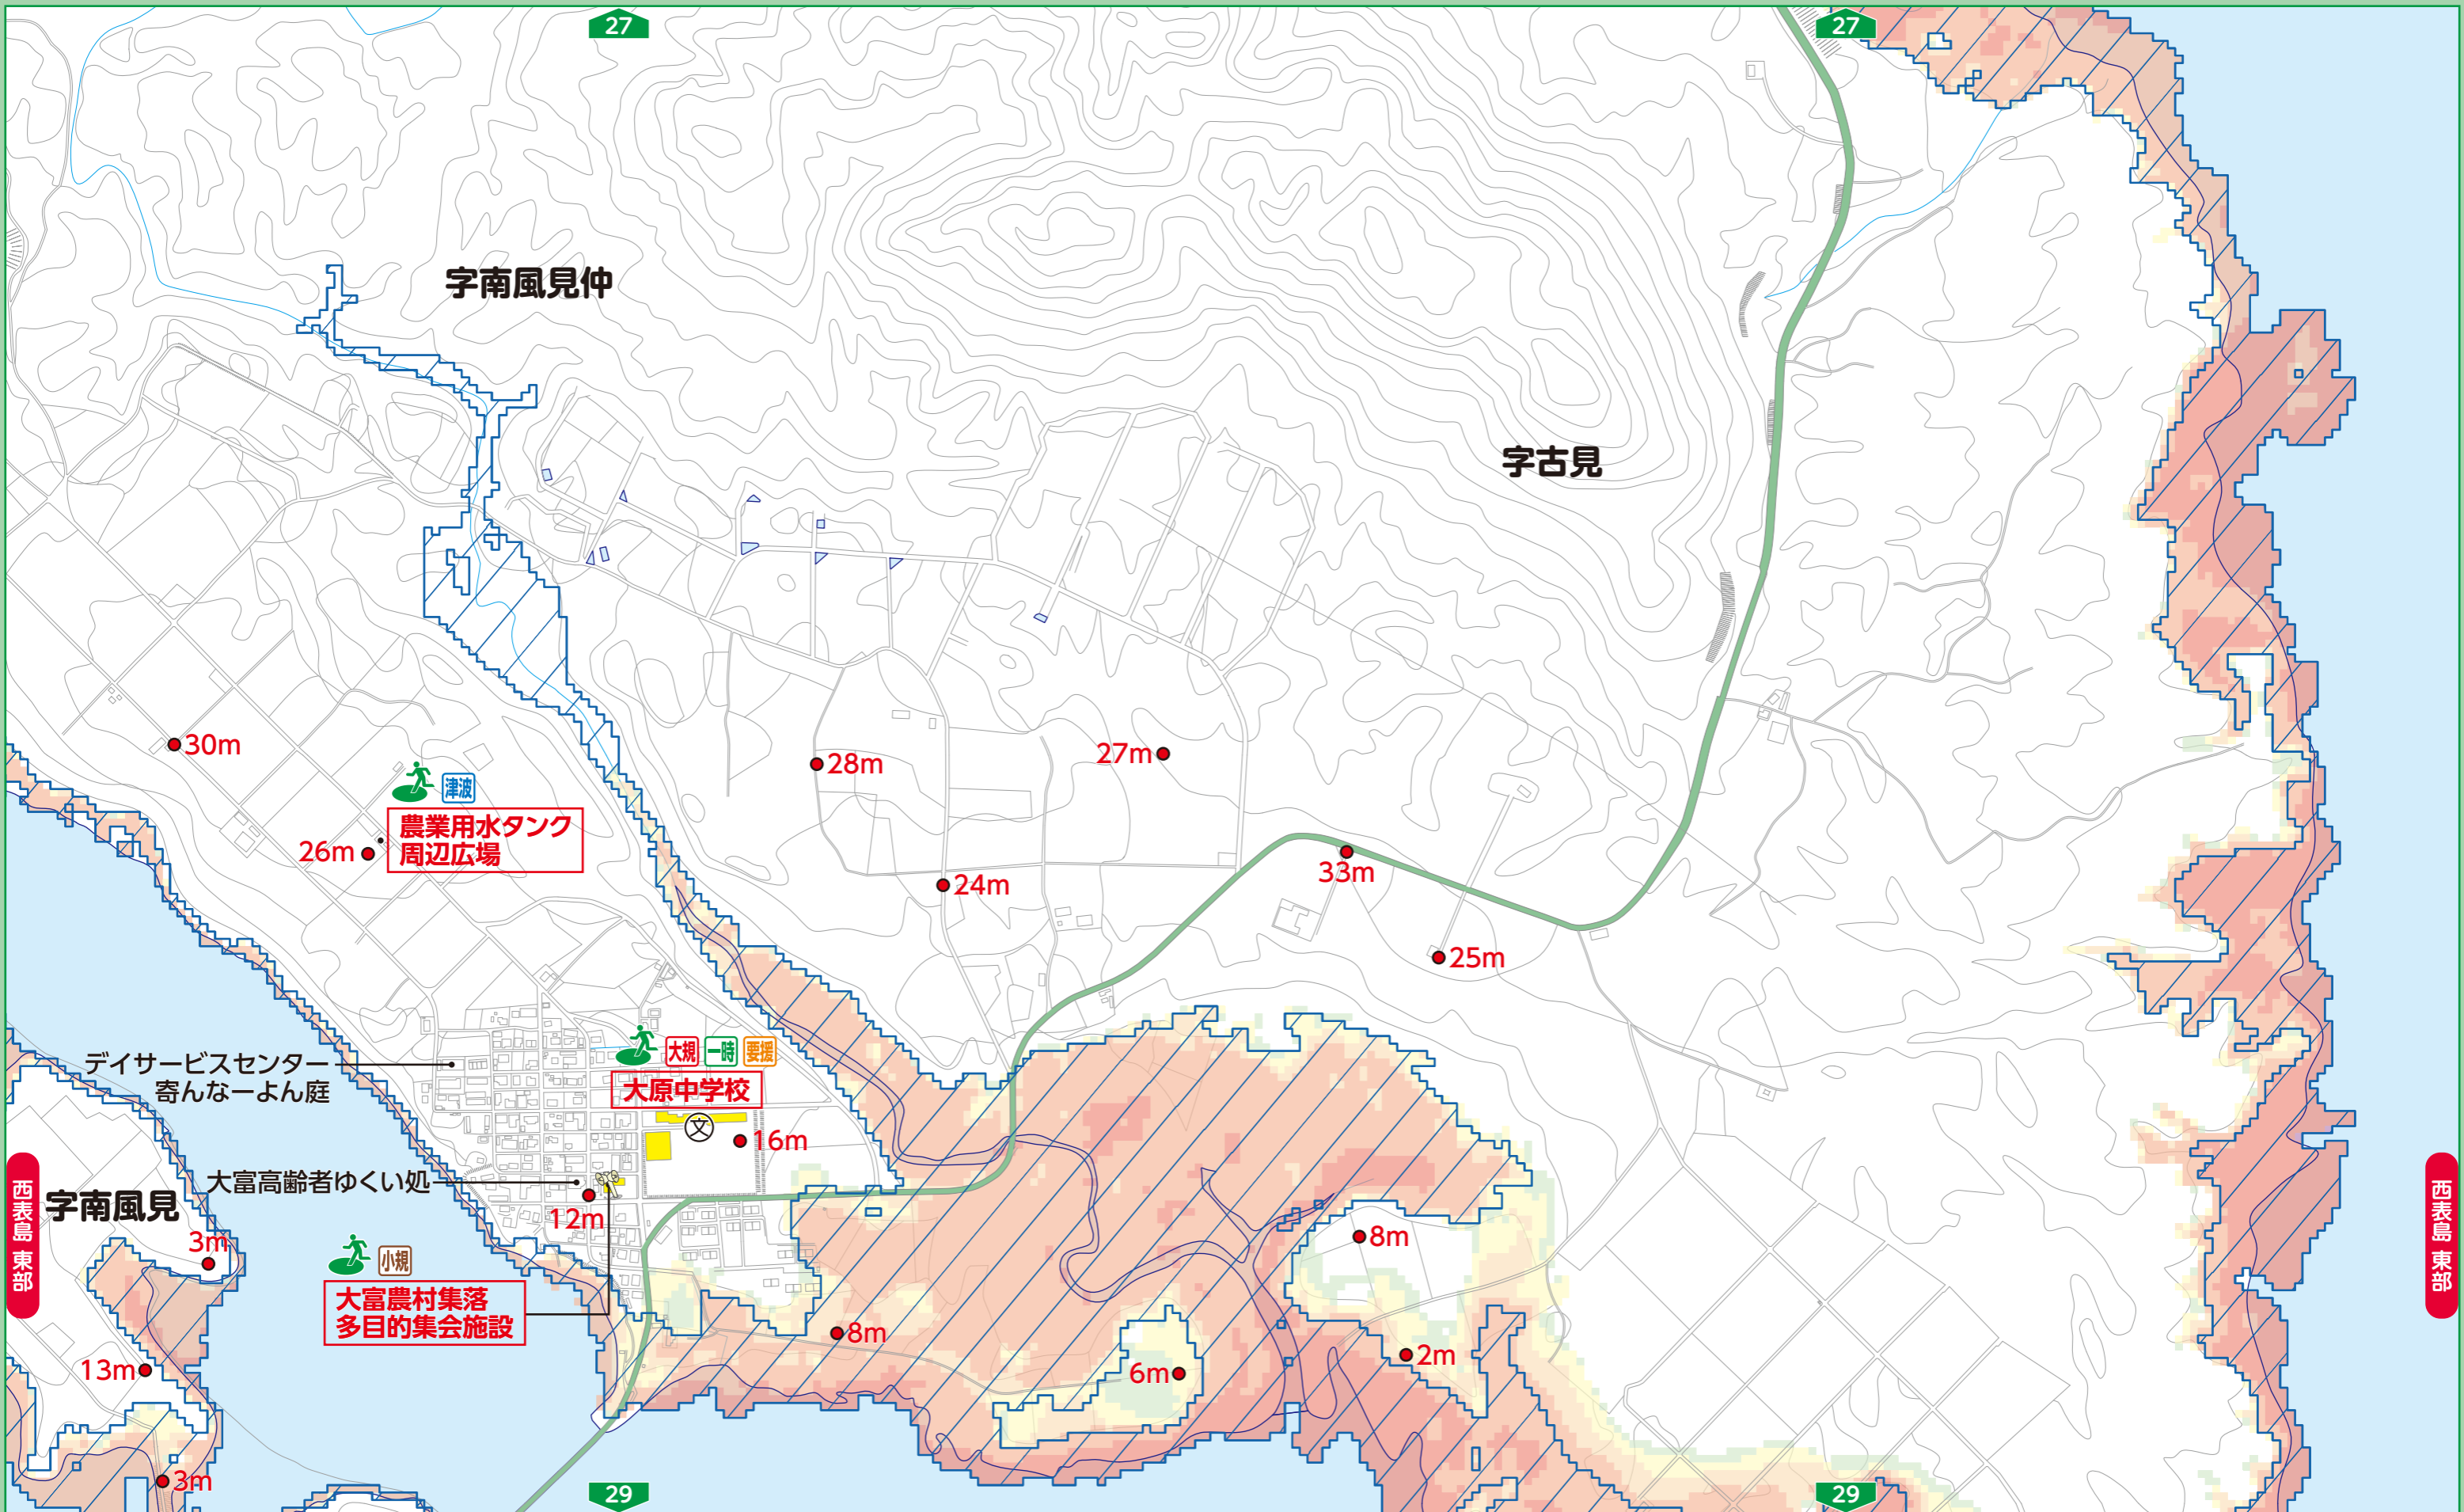 27
27
字南風見仲
字古見
30m
28m
27m
津波
農業用水タンク
周辺広場
26m
24m
33m
25m
デイサービスセンター
寄んなーよん庭
大規
一時
要援
大原中学校
文
16m
大富高齢者ゆくい処
12m
西表島 東部
字南風見
3m
小規
大富農村集落
多目的集会施設
8m
8m
2m
6m
13m
3m
西表島 東部
29
29